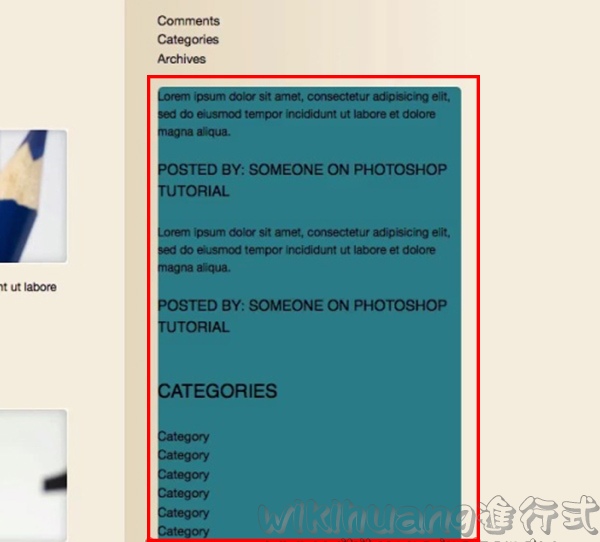 Comments
Categories
Archives
Lorem ipsum dolor sit amet, consectetur adipisicing elit,
sed do eiusmod tempor incididunt ut labore et dolore
magna aliqua.
POSTED BY: SOMEONE ON PHOTOSHOP
TUTORIAL
Lorem ipsum dolor sit amet, consectetur adipisicing elit,
sed do eiusmod tempor incididunt ut labore et dolore
magna aliqua.
nt ut labore
POSTED BY: SOMEONE ON PHOTOSHOP
TUTORIAL
CATEGORIES
Category
Category
Category
Category
Category
Category
wikihuang進行式